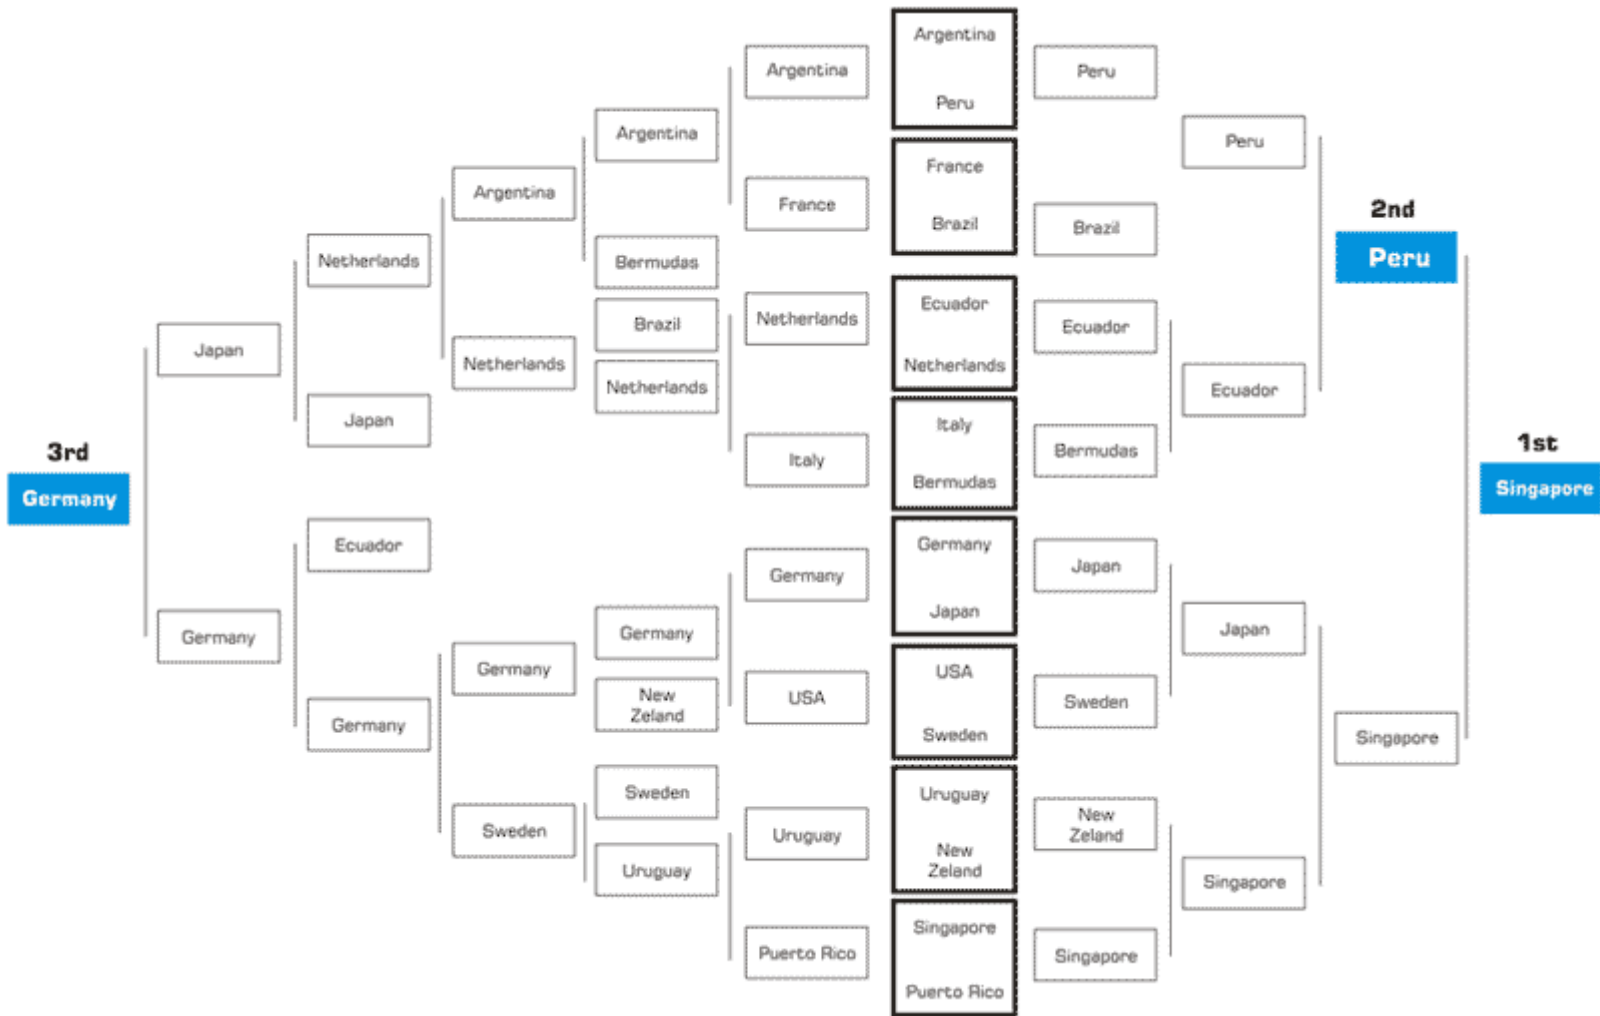 Argentina
Peru
Argentina
Peru
Argentina
Peru
France
Argentina
France
Brazil
Brazil
2nd
Peru
Netherlands
Bermudas
Brazil
Netherlands
Netherlands
Ecuador
Netherlands
Ecuador
Japan
Netherlands
Ecuador
Japan
Italy
Italy
Bermudas
Bermudas
3rd
Germany
1st
Singapore
Ecuador
Germany
Germany
Japan
Japan
Germany
Germany
Japan
Germany
New
Zeland
USA
USA
Sweden
Sweden
Germany
Singapore
Sweden
Uruguay
New
Zeland
New
Zeland
Sweden
Uruguay
Uruguay
Singapore
Puerto Rico
Singapore
Puerto Rico
Singapore